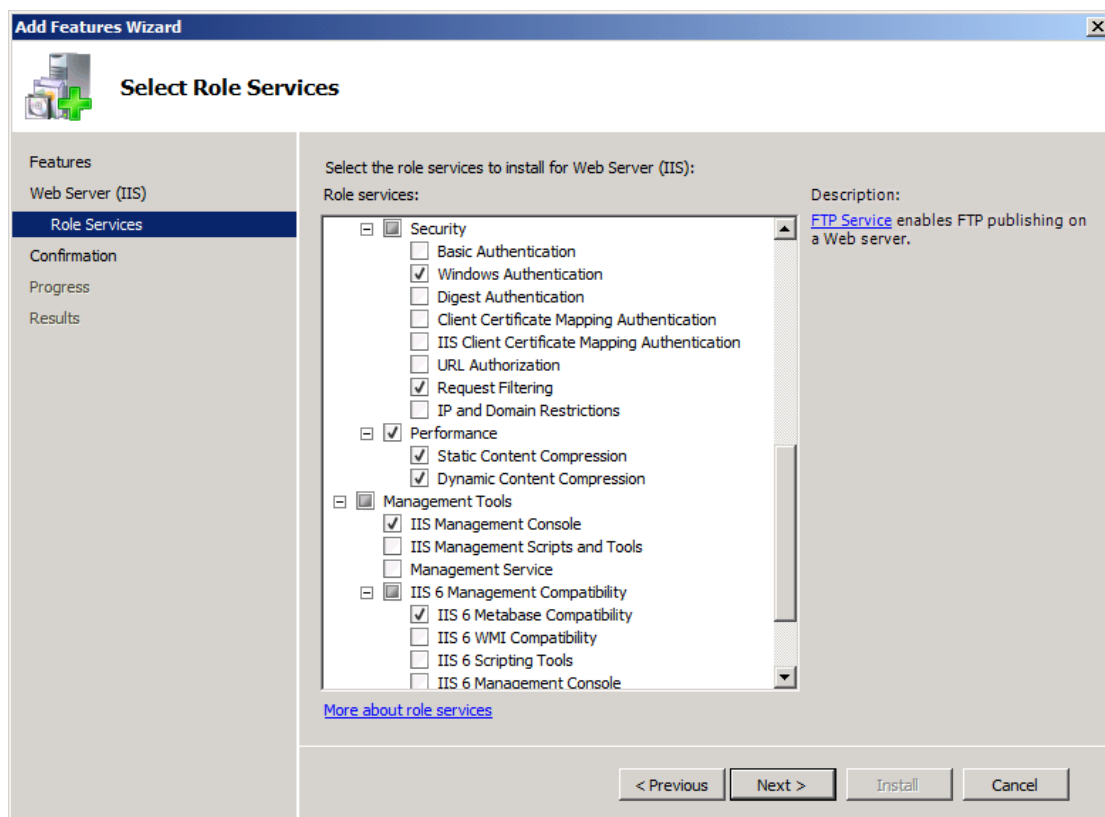 Add Features Wizard
Select Role Services
Features
Web Server (IIS)
Role Services
Confirmation
Progress
Results
Select the role services to install for Web Server (IIS):
Role services:
Security
Basic Authentication
Windows Authentication
Digest Authentication
Client Certificate Mapping Authentication
IIS Client Certificate Mapping Authentication
URL Authorization
Request Filtering
IP and Domain Restrictions
Performance
Static Content Compression
Dynamic Content Compression
Management Tools
IIS Management Console
IIS Management Scripts and Tools
Management Service
IIS 6 Management Compatibility
IIS 6 Metabase Compatibility
IIS 6 WMI Compatibility
IIS 6 Scripting Tools
IIS 6 Management Console
More about role services
Description:
FTP Service enables FTP publishing on
a Web server.
< Previous
Next >
Install
Cancel